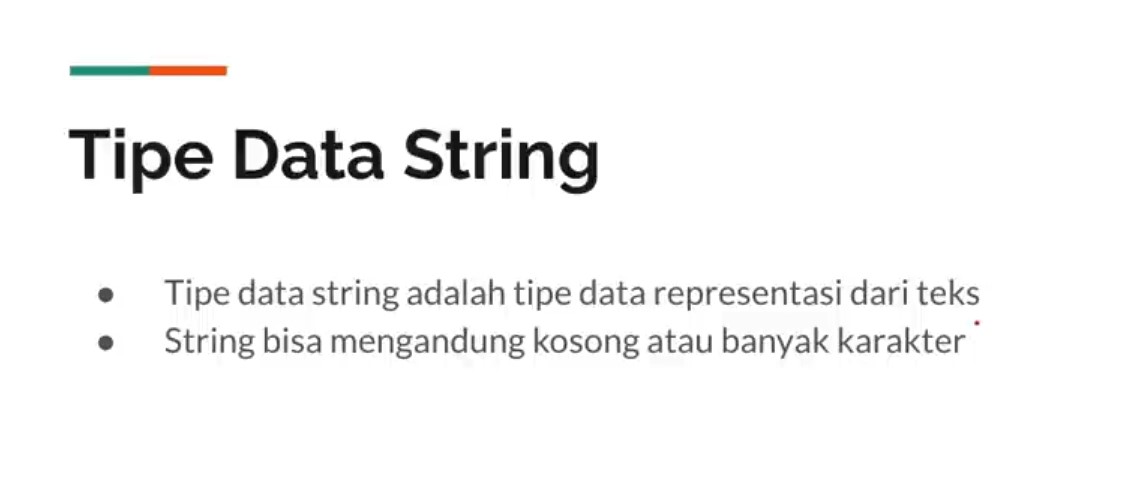 Tipe Data String
● Tipe data string adalah tipe data representasi dari teks
● String bisa mengandung kosong atau banyak karakter